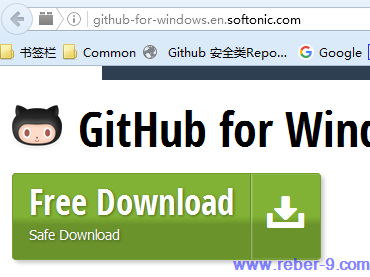 github-for-windows.en.softonic.com
书签栏 Common Github 安全类Repo... Google
GitHub for Wind
Free Download
Safe Download
www.reber-9.com